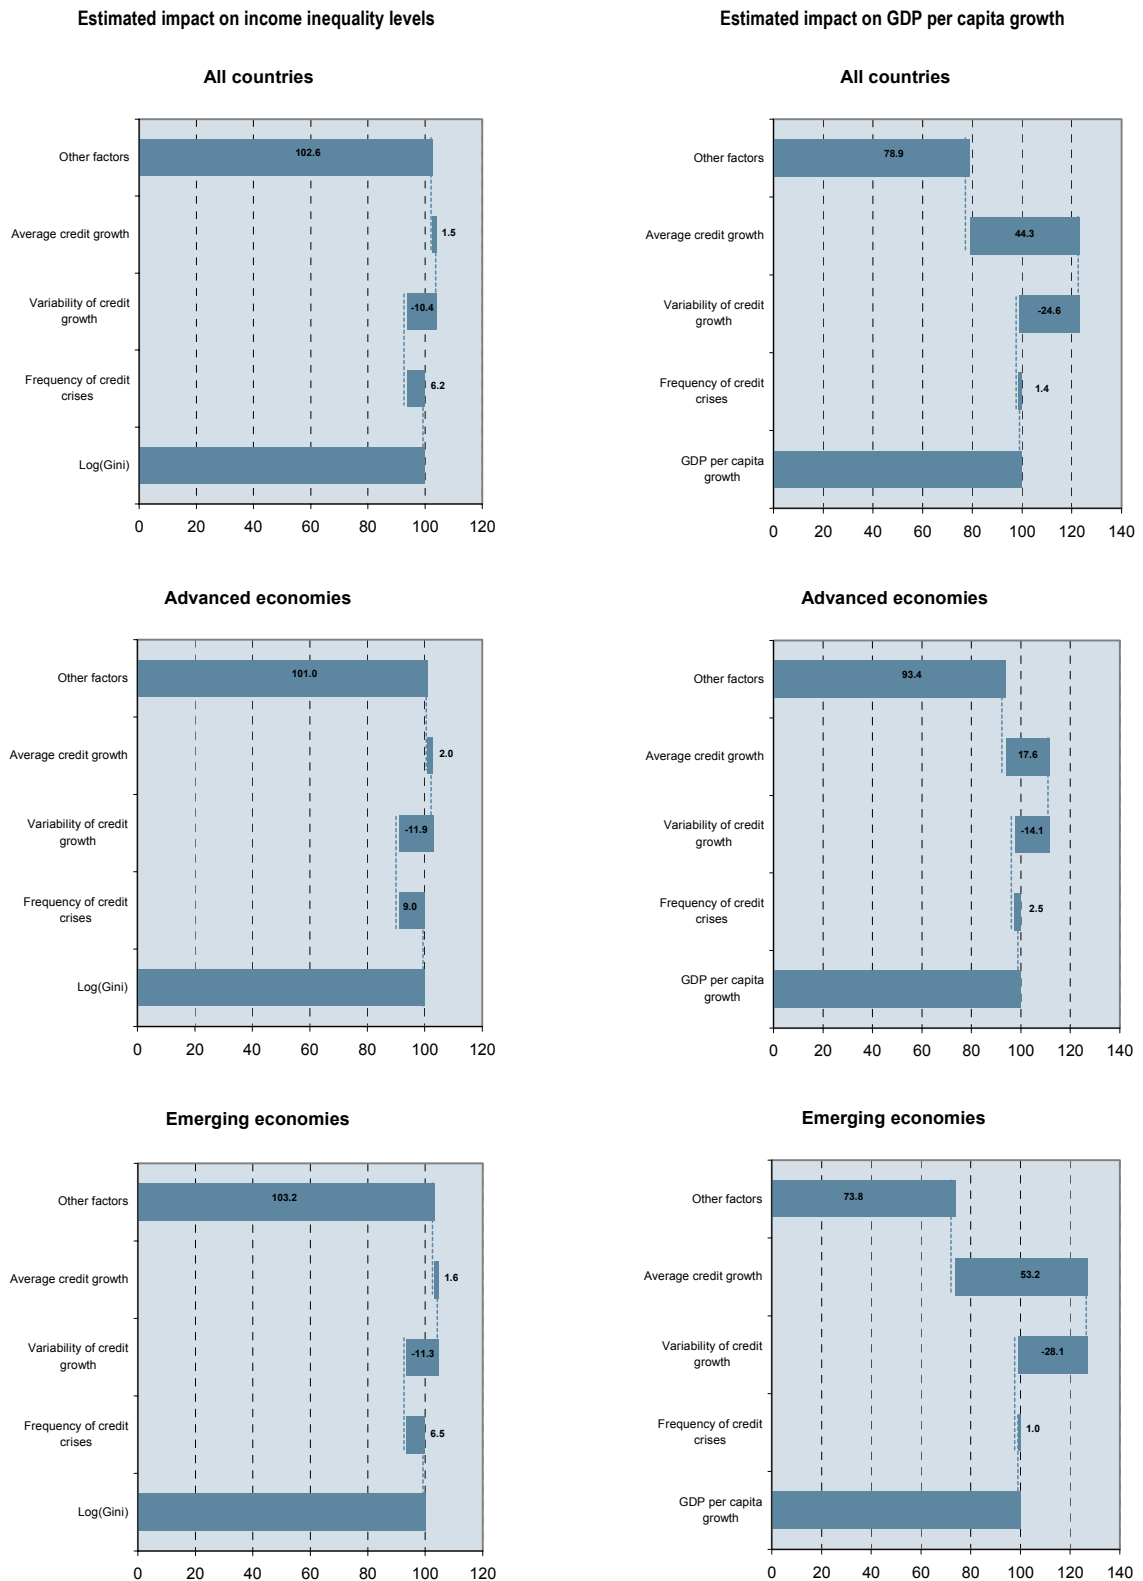 Estimated impact on income inequality levels
All countries
Other factors
102.6
Average credit growth
1.5
Variability of credit
growth
-10.4
Frequency of credit
crises
6.2
Log(Gini)
0 20 40 60 80 100 120
Estimated impact on GDP per capita growth
All countries
Other factors
78.9
Average credit growth
44.3
Variability of credit
growth
-24.6
Frequency of credit
crises
1.4
GDP per capita
growth
0 20 40 60 80 100 120 140
Advanced economies
Other factors
101.0
Average credit growth
2.0
Variability of credit
growth
-11.9
Frequency of credit
crises
9.0
Log(Gini)
0 20 40 60 80 100 120
Advanced economies
Other factors
93.4
Average credit growth
17.6
Variability of credit
growth
-14.1
Frequency of credit
crises
2.5
GDP per capita
growth
0 20 40 60 80 100 120 140
Emerging economies
Other factors
103.2
Average credit growth
1.6
Variability of credit
growth
-11.3
Frequency of credit
crises
6.5
Log(Gini)
0 20 40 60 80 100 120
Emerging economies
Other factors
73.8
Average credit growth
53.2
Variability of credit
growth
-28.1
Frequency of credit
crises
1.0
GDP per capita
growth
0 20 40 60 80 100 120 140